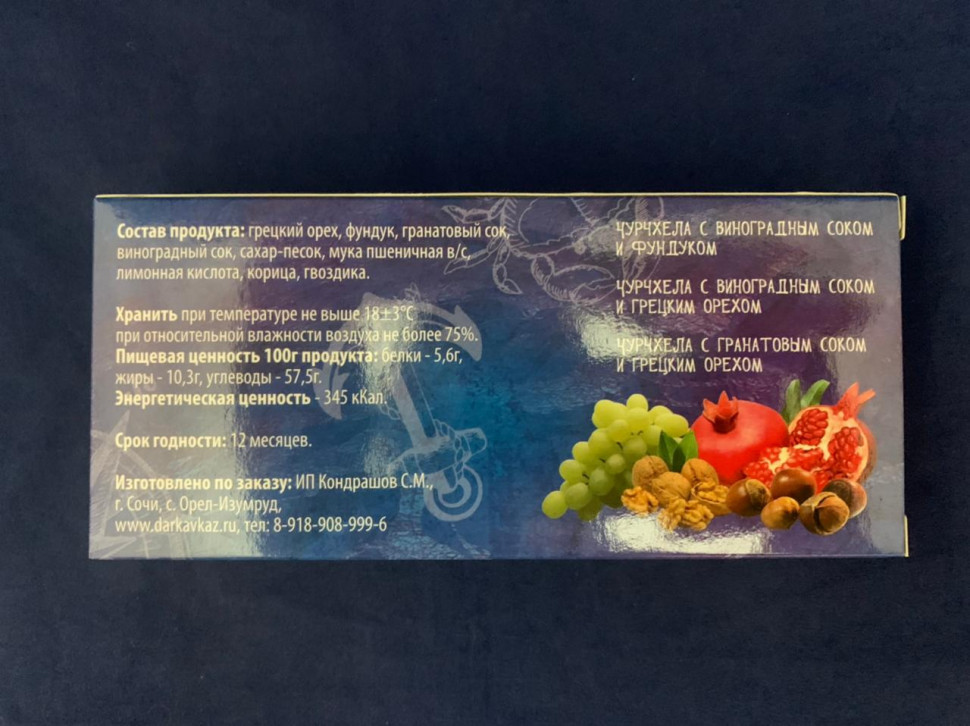 Состав продукта: грецкий орех, фундук, гранатовый сок,
виноградный сок, сахар-песок, мука пшеничная в/с,
лимонная кислота, корица, гвоздика.
Хранить при температуре не выше 18±3°С
при относительной влажности воздуха не более 75%.
Пищевая ценность 100г продукта: белки - 5,6г,
жиры - 10,3г, углеводы - 57,5г.
Энергетическая ценность - 345 кКал.
Срок годности: 12 месяцев.
Изготовлено по заказу: ИП Кондрашов С.М.,
г. Сочи, с. Орел-Изумруд,
www.darkavkaz.ru, тел: 8-918-908-999-6
ЧУРЧХЕЛА С ВИНОГРАДНЫМ СОКОМ
И ФУНДУКОМ
ЧУРЧХЕЛА С ВИНОГРАДНЫМ СОКОМ
И ГРЕЦКИМ ОРЕХОМ
ЧУРЧХЕЛА С ГРАНАТОВЫМ СОКОМ
И ГРЕЦКИМ ОРЕХОМ